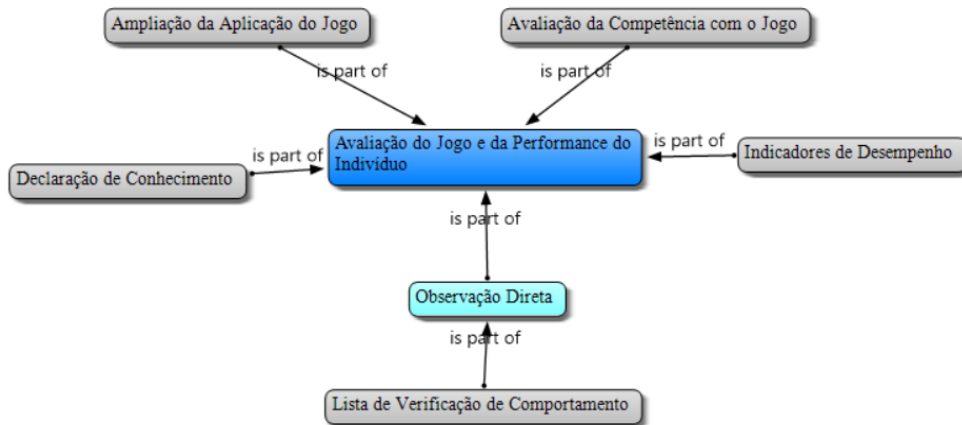 Ampliação da Aplicação do Jogo
Avaliação da Competência com o Jogo
is part of
is part of
Avaliação do Jogo e da Performance do
Indivíduo
is part of
is part of
Declaração de Conhecimento
Indicadores de Desempenho
is part of
Observação Direta
is part of
Lista de Verificação de Comportamento